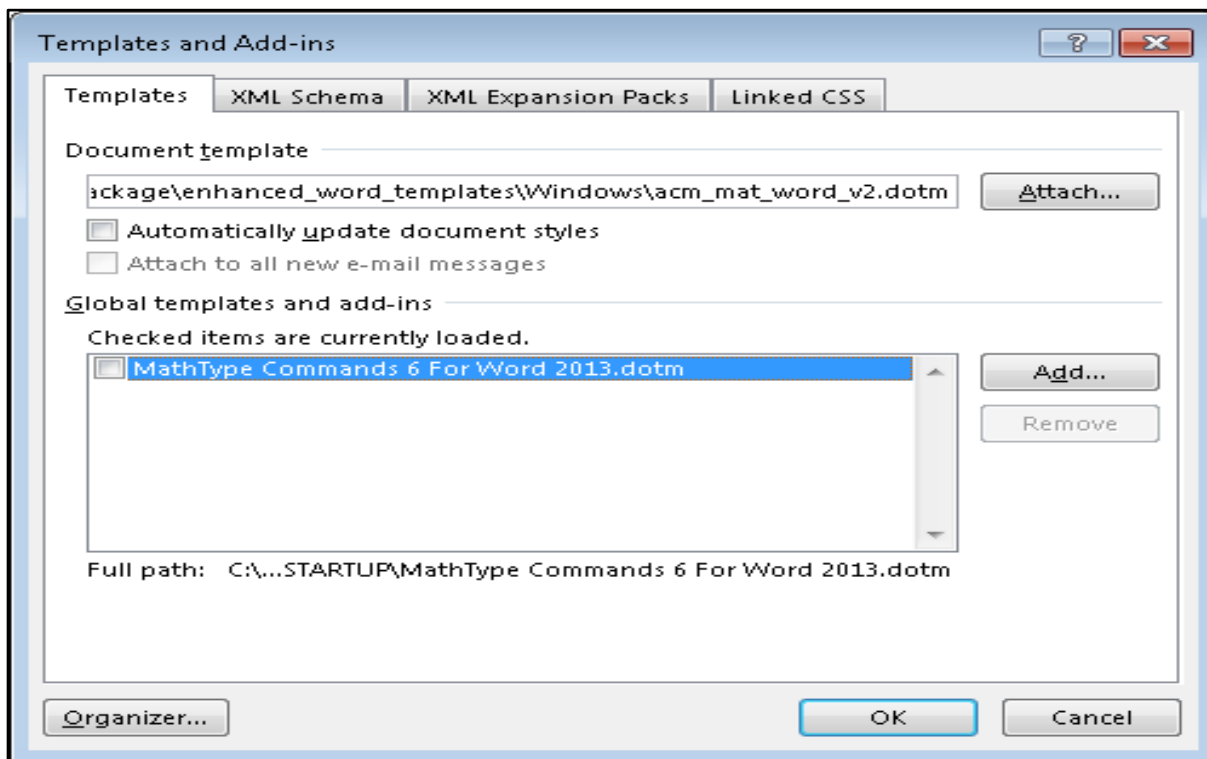 Templates and Add-ins
?
Templates XML Schema XML Expansion Packs Linked CSS
Document template
ackage\enhanced_word_templates\Windows\acm_mat_word_v2.dotm Attach...
Automatically update document styles
Attach to all new e-mail messages
Global templates and add-ins
Checked items are currently loaded.
MathType Commands 6 For Word 2013.dotm Add...
Remove
Full path: C:\...STARTUP\MathType Commands 6 For Word 2013.dotm
Organizer... OK Cancel